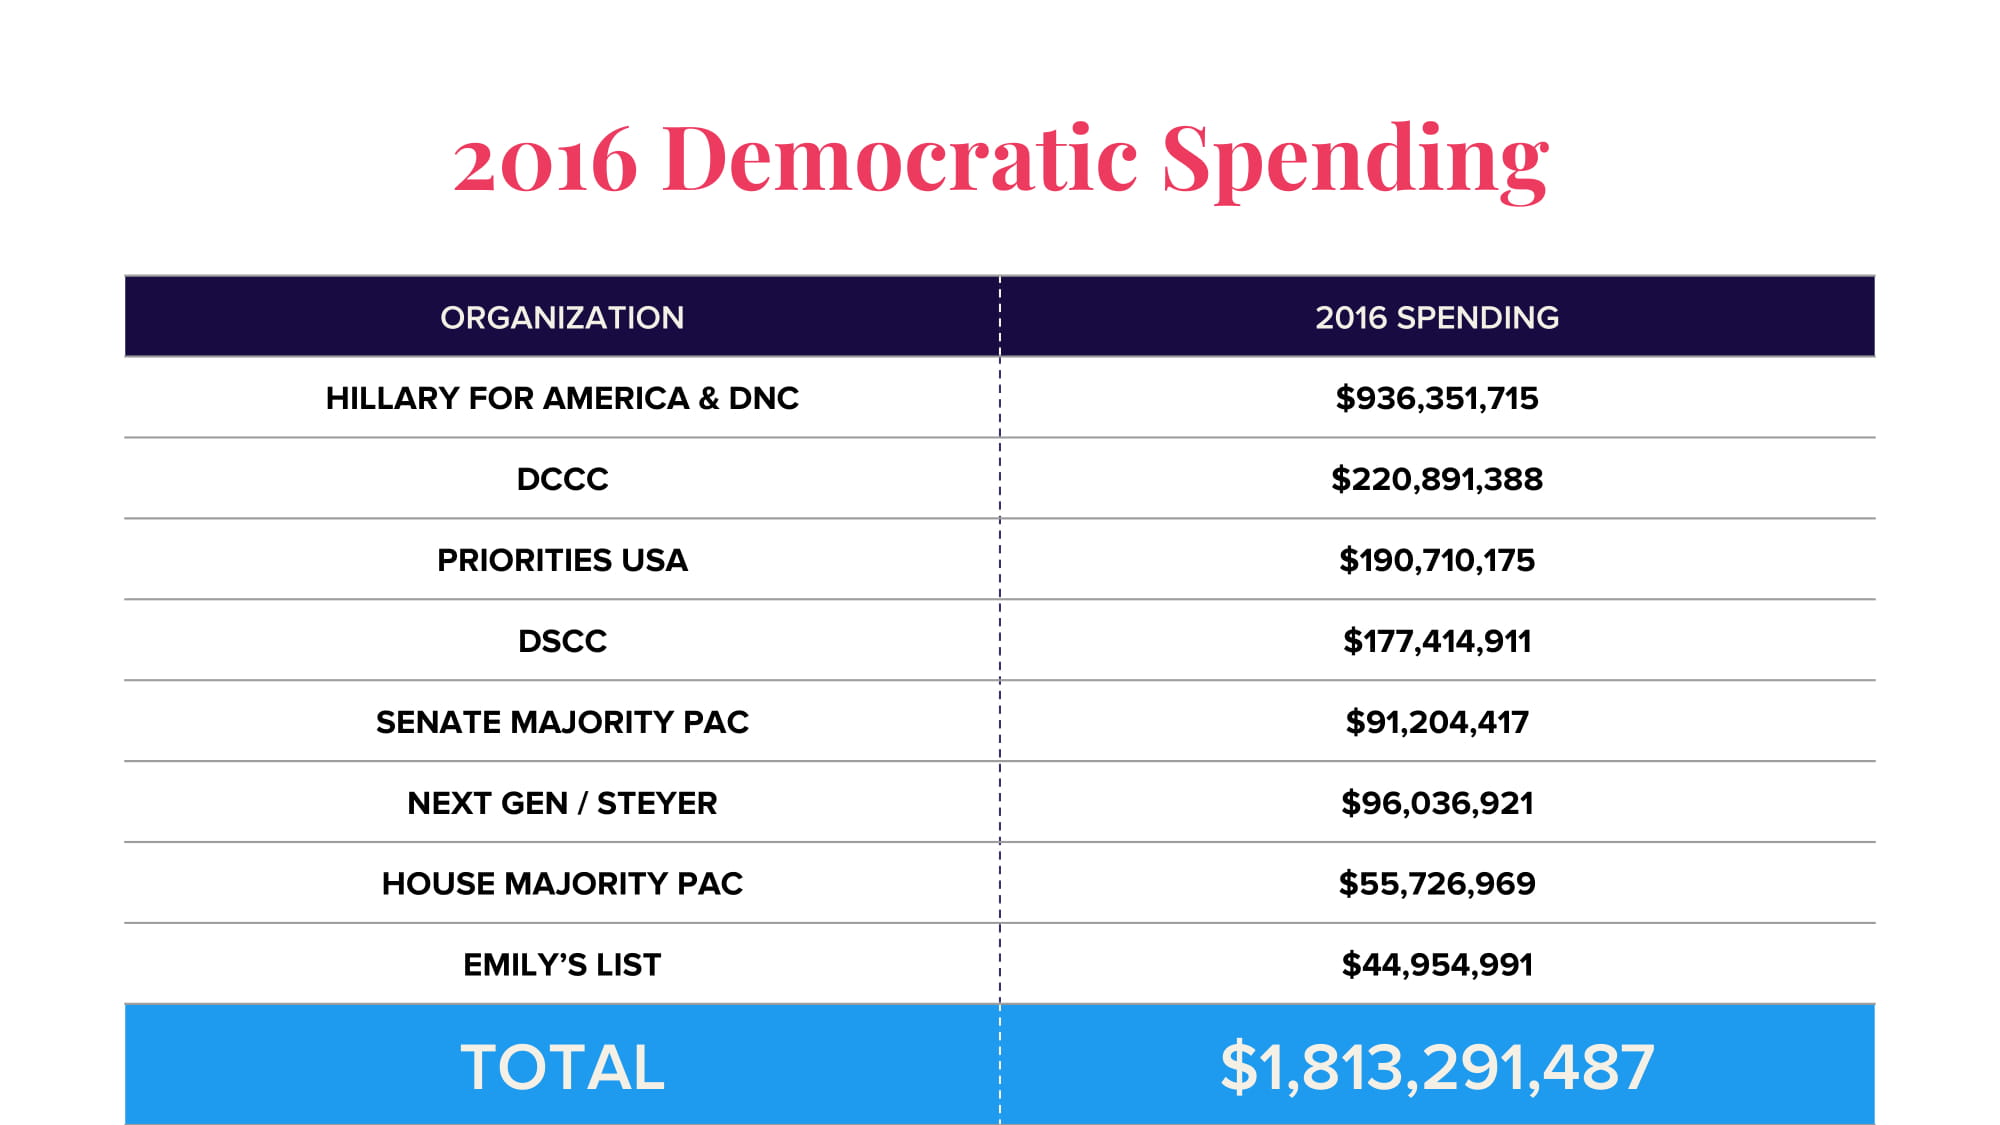 2016 Democratic Spending
ORGANIZATION 2016 SPENDING
HILLARY FOR AMERICA & DNC $936,351,715
DCCC $220,891,388
PRIORITIES USA $190,710,175
DSCC $177,414,911
SENATE MAJORITY PAC $91,204,417
NEXT GEN / STEYER $96,036,921
HOUSE MAJORITY PAC $55,726,969
EMILY’S LIST $44,954,991
TOTAL $1,813,291,487